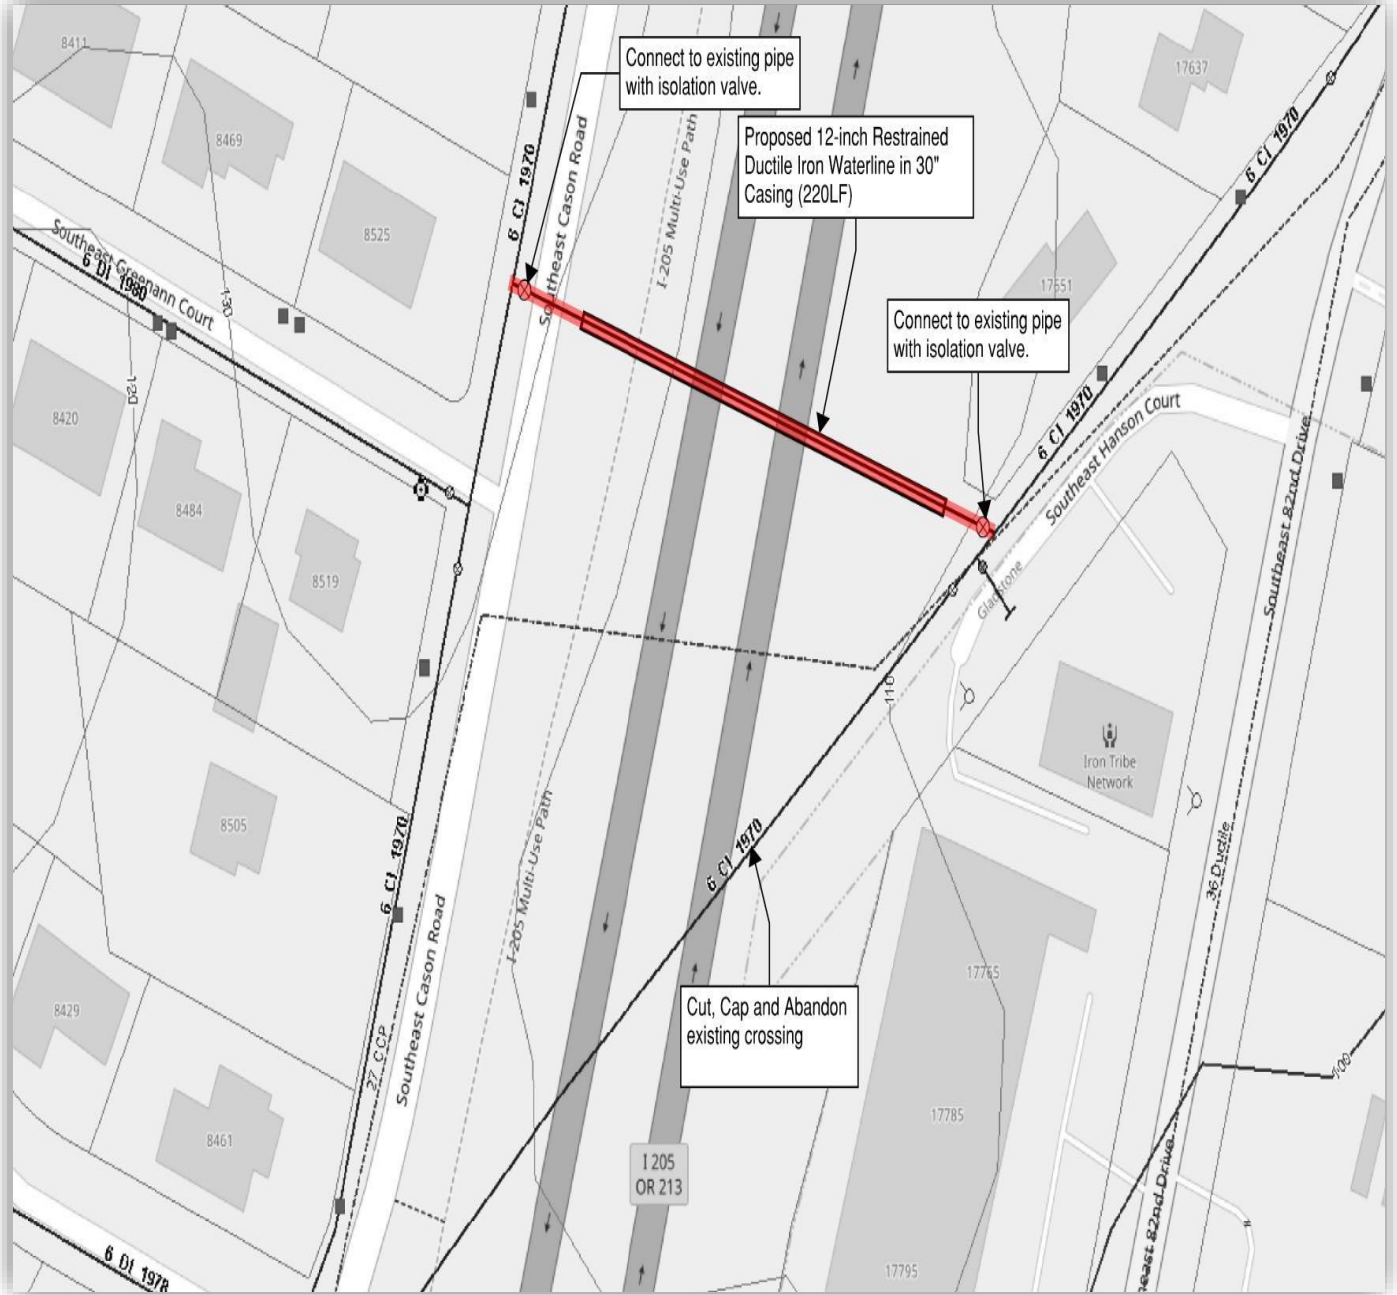 8411
Connect to existing pipe
with isolation valve.
17637
8469
Proposed 12-inch Restrained
Ductile Iron Waterline in 30"
Casing (220LF)
6 CI 1970
6 CI 1970
Southeast Cason Road
I-205 Multi-Use Path
8525
Southeast Greenann Court
6 DI 1980
130
17651
Connect to existing pipe
with isolation valve.
120
8420
6 CI 1970
Southeast Hanson Court
Southeast 82nd Drive
8484
8519
Gladstone
110
Iron Tribe
Network
8505
6 CI 1970
6 CI 1970
I-205 Multi-Use Path
36 Ductile
Southeast Cason Road
17765
8429
Cut, Cap and Abandon
existing crossing
27 CCP
100
17785
8461
I 205
OR 213
east 82nd Drive
6 DI 1978
17795